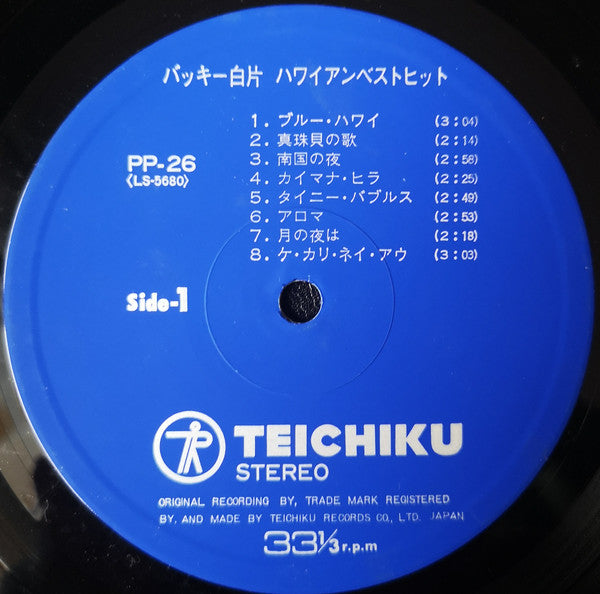 バッキー白片 ハワイアンベストヒット
1. ブルー・ハワイ (3:04)
2. 真珠貝の歌 (2:14)
3. 南国の夜 (2:58)
4. カイマナ・ヒラ (2:25)
5. タイニー・バブルス (2:49)
6. アロマ (2:53)
7. 月の夜は (2:18)
8. ケ・カリ・ネイ・アウ (3:03)
PP-26
〈LS-5680〉
Side-1
TEICHIKU
STEREO
ORIGINAL RECORDING BY, TRADE MARK REGISTERED
BY, AND MADE BY TEICHIKU RECORDS CO., LTD. JAPAN
33⅓ r.p.m